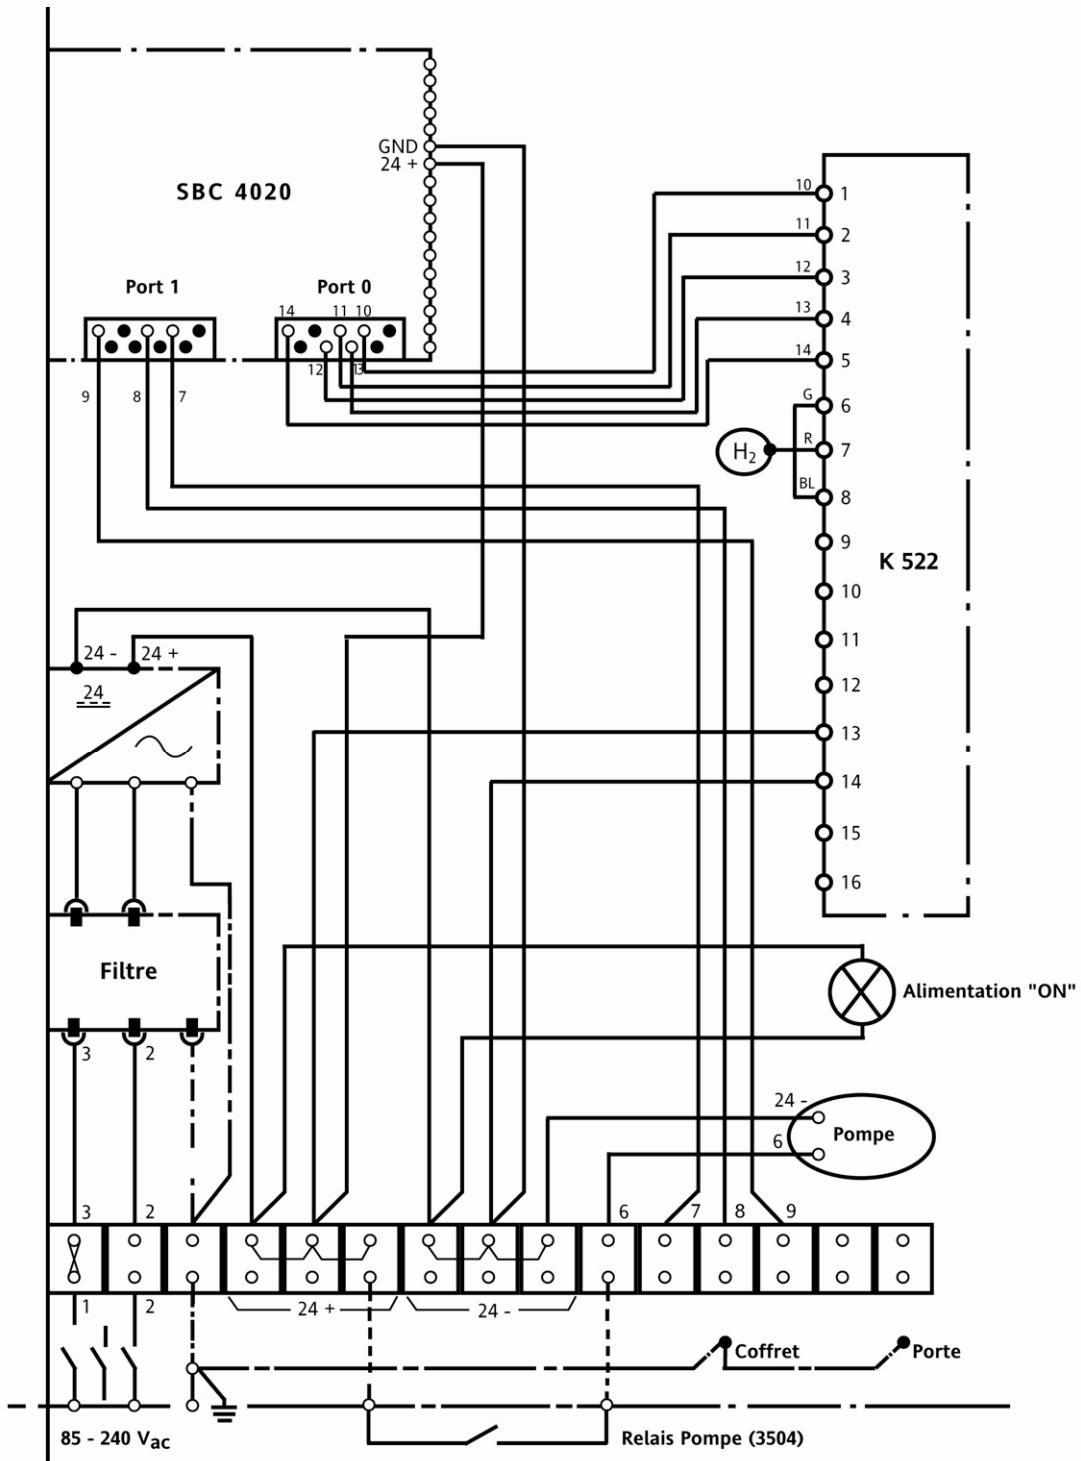 GND
24 +
SBC 4020
10 1
11 2
Port 1 Port 0
12 3
14 11 10
13 4
14 5
12 13
9 8 7
G 6
H2 R 7
BL 8
9
K 522
10
11
24 - 24 +
12
24
13
14
15
16
Filtre
Alimentation "ON"
3 2
24 -
Pompe
6
3 2 6 7 8 9
1 2 24 + 24 -
Coffret Porte
85 - 240 Vac Relais Pompe (3504)